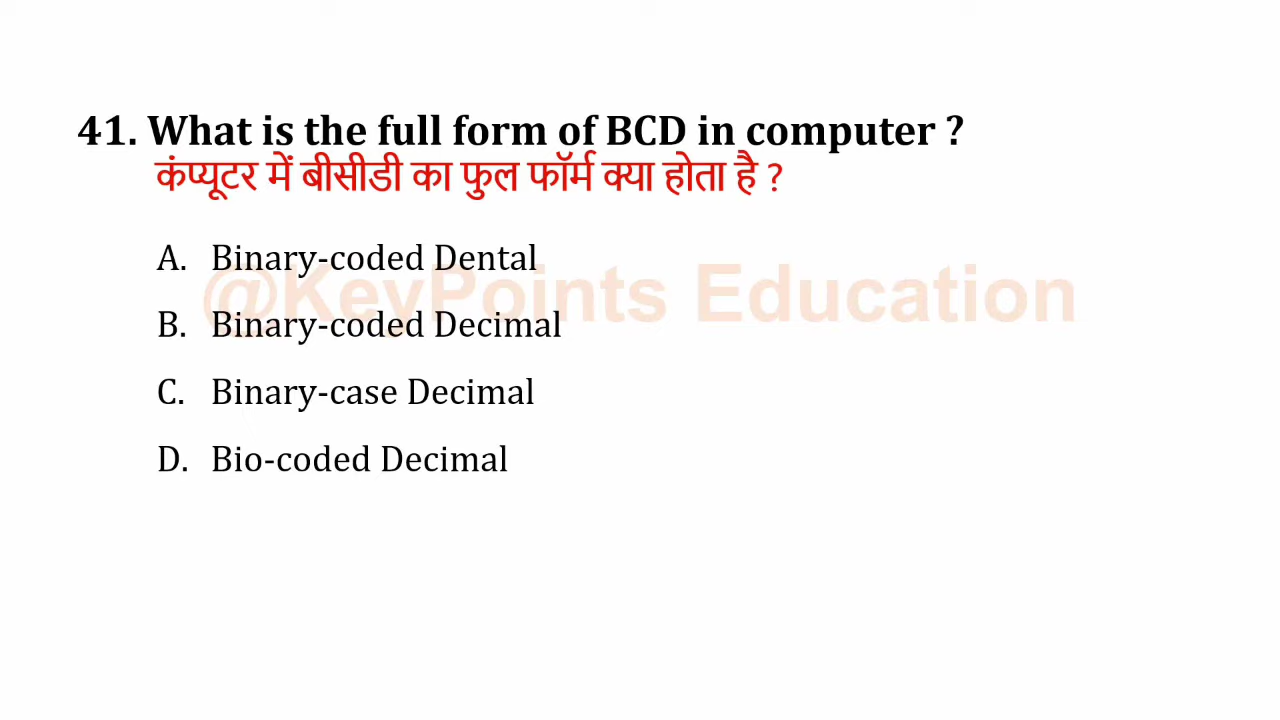 41. What is the full form of BCD in computer ?
कंप्यूटर में बीसीडी का फुल फॉर्म क्या होता है ?
A. Binary-coded Dental
@KeyPoints Education
B. Binary-coded Decimal
C. Binary-case Decimal
D. Bio-coded Decimal